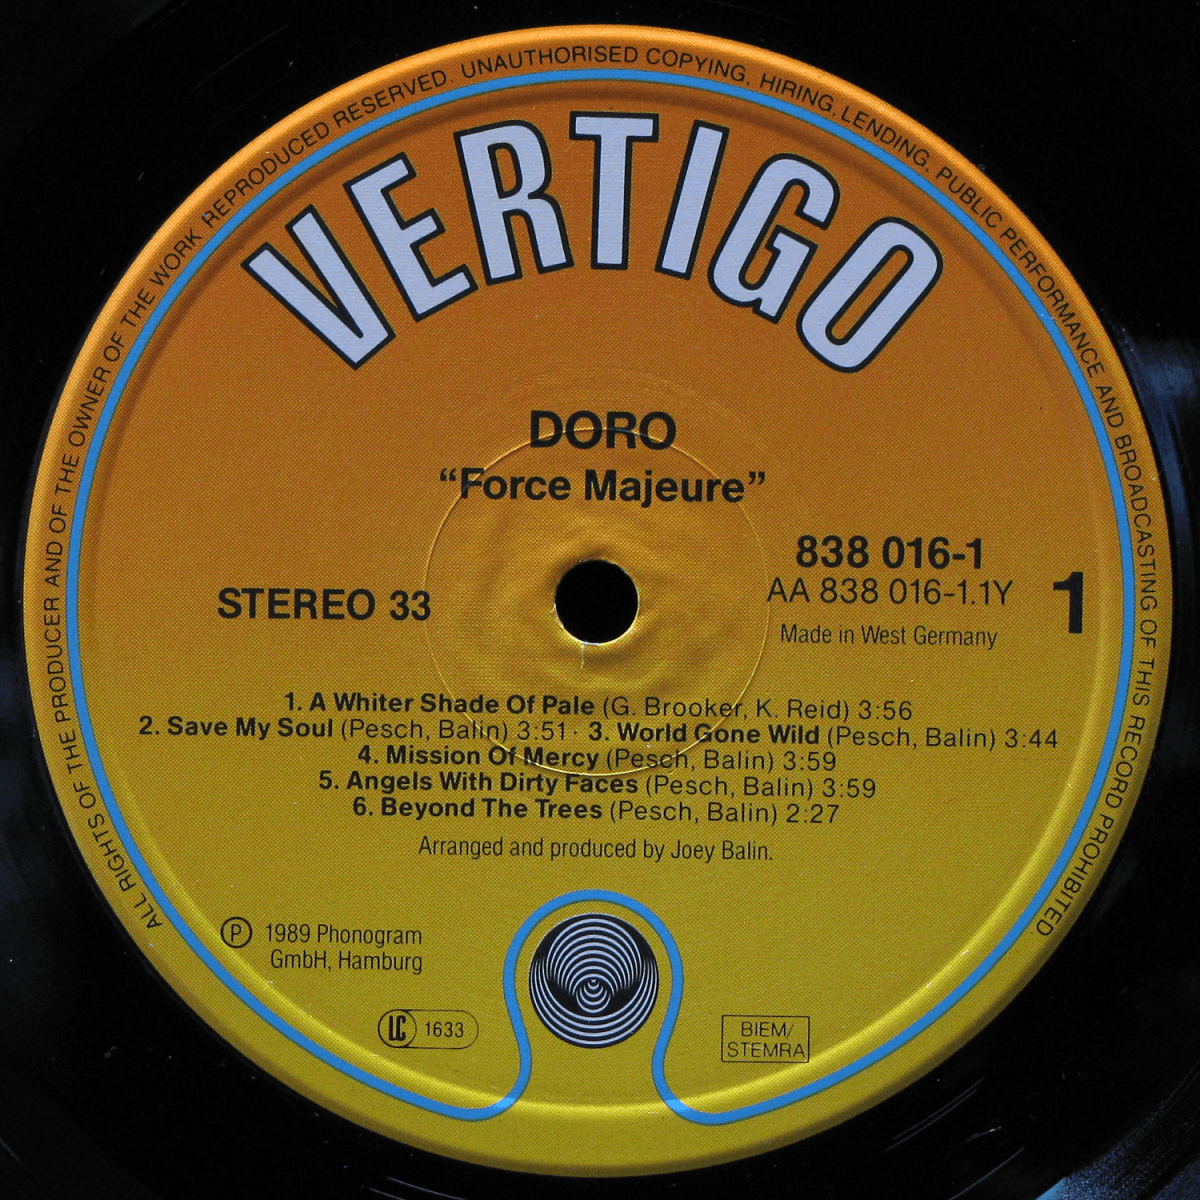 ALL RIGHTS OF THE PRODUCER AND OF THE OWNER OF THE WORK REPRODUCED RESERVED. UNAUTHORISED COPYING, HIRING, LENDING, PUBLIC PERFORMANCE AND BROADCASTING OF THIS RECORD PROHIBITED.
VERTIGO
DORO
“Force Majeure”
838 016-1
STEREO 33
AA 838 016-1.1Y
1
Made in West Germany
1. A Whiter Shade Of Pale (G. Brooker, K. Reid) 3:56
2. Save My Soul (Pesch, Balin) 3:51 · 3. World Gone Wild (Pesch, Balin) 3:44
4. Mission Of Mercy (Pesch, Balin) 3:59
5. Angels With Dirty Faces (Pesch, Balin) 3:59
6. Beyond The Trees (Pesch, Balin) 2:27
Arranged and produced by Joey Balin.
℗ 1989 Phonogram
GmbH, Hamburg
LC 1633
BIEM/
STEMRA